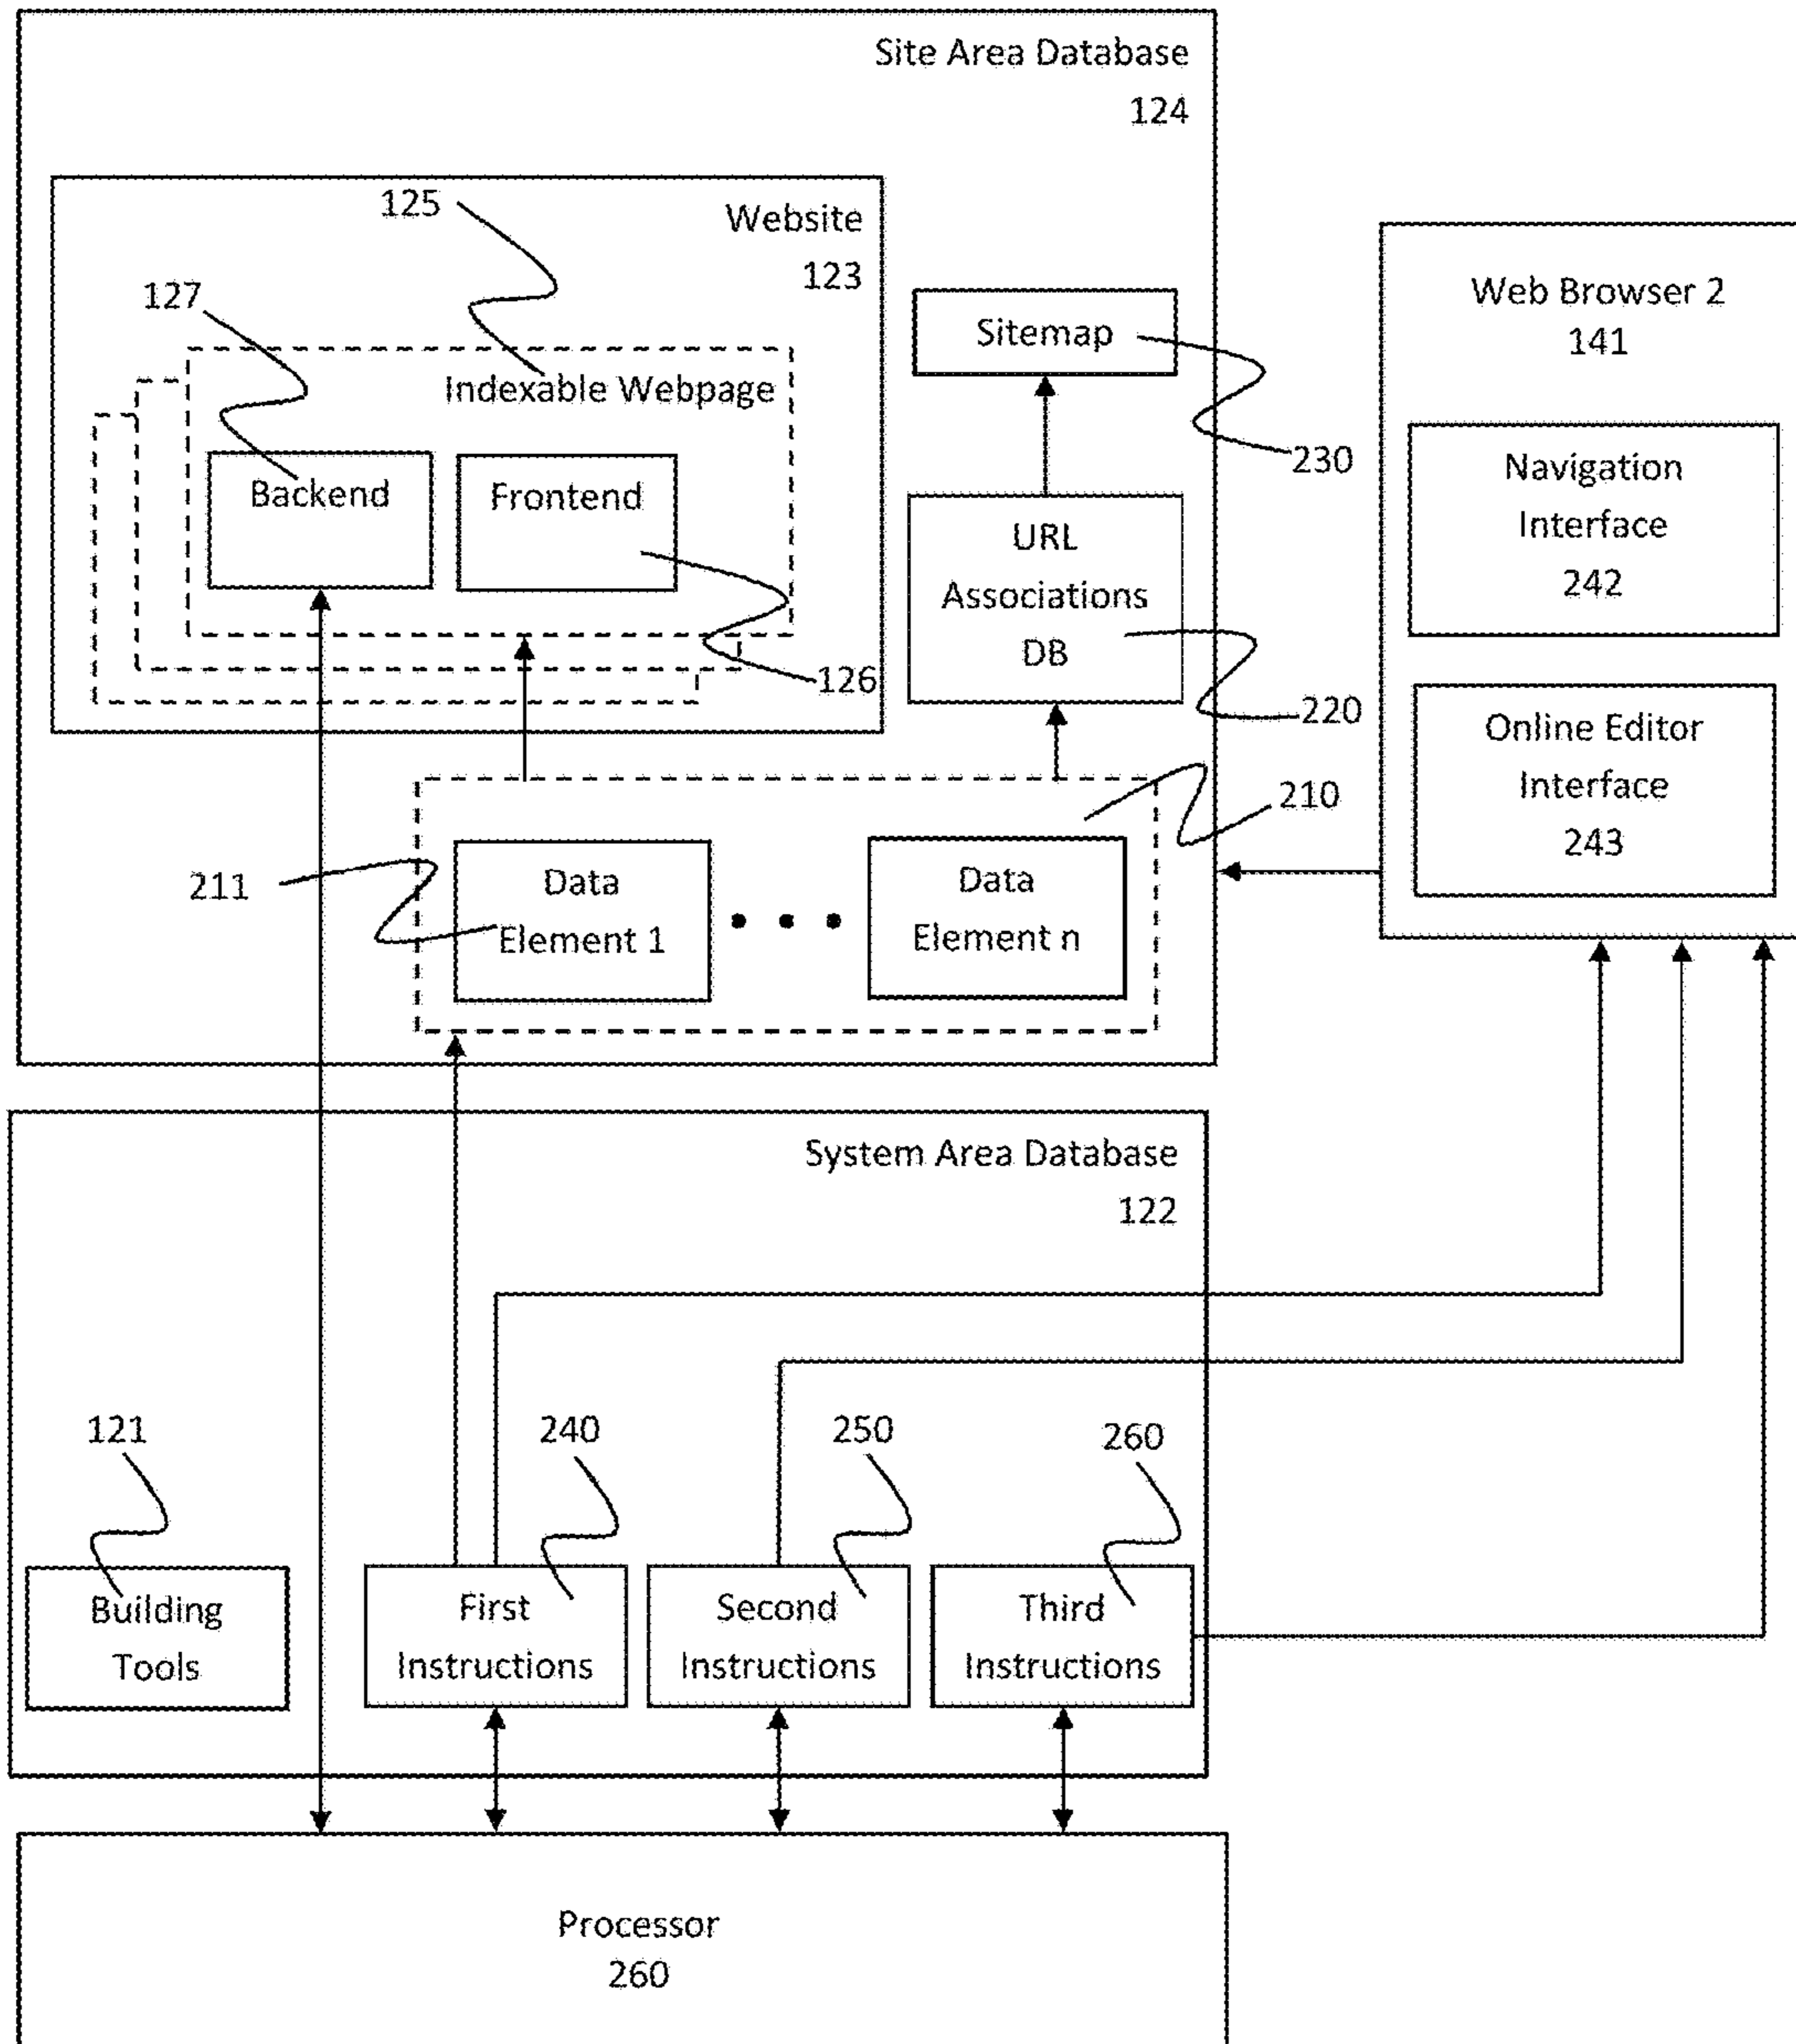 Site Area Database
124
125
Website
123
127
Indexable Webpage
Backend
Frontend
126
Sitemap
230
URL
Associations
DB
220
Web Browser 2
141
Navigation
Interface
242
Online Editor
Interface
243
210
211
Data
Element 1
Data
Element n
System Area Database
122
121
240
250
260
Building
Tools
First
Instructions
Second
Instructions
Third
Instructions
Processor
260